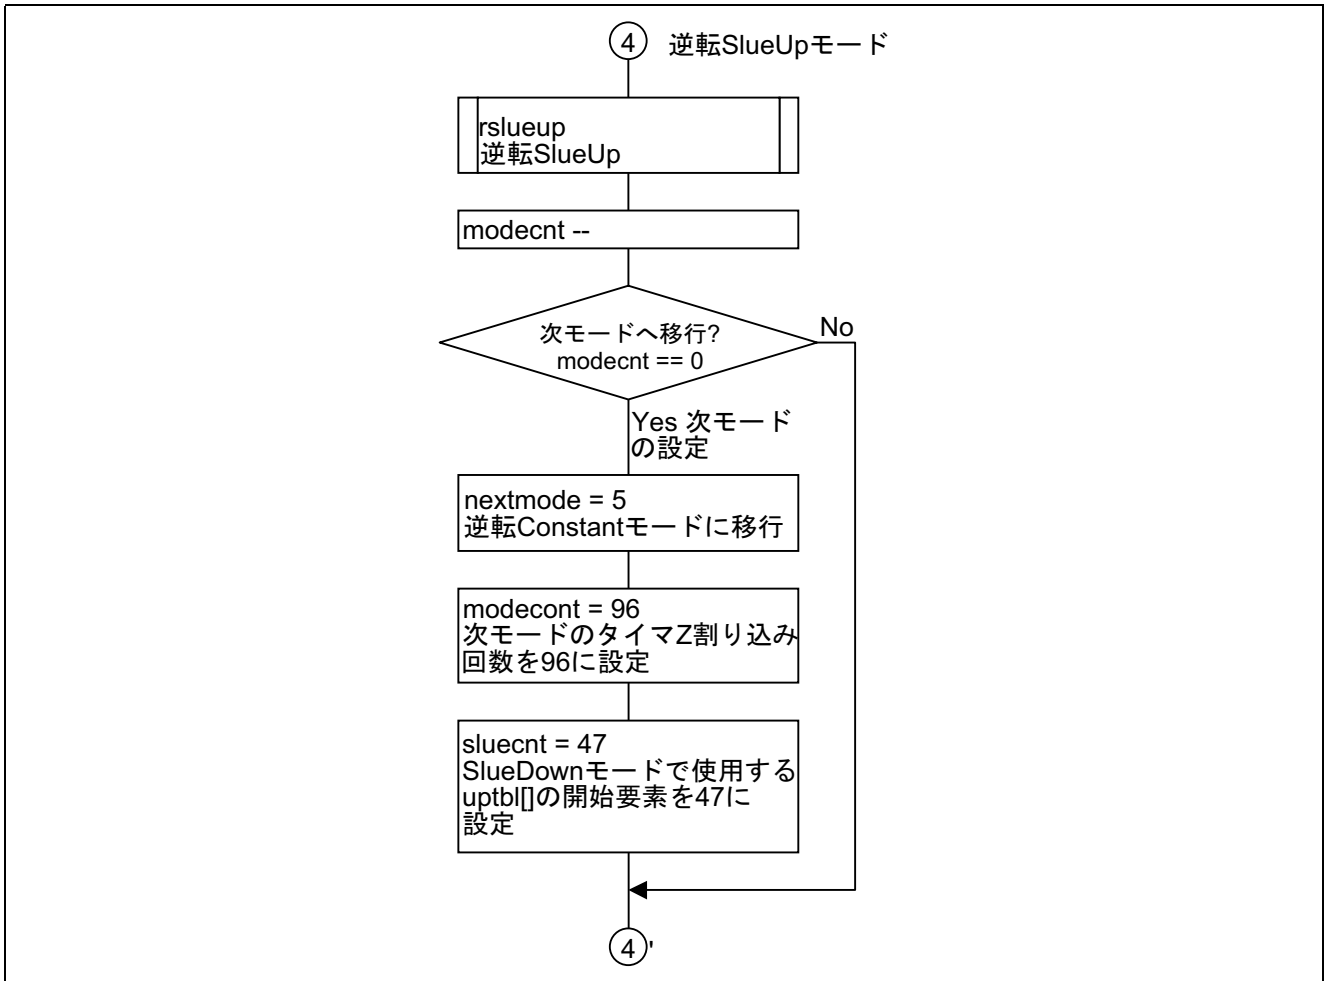 4 逆転SlueUpモード
rslueup
逆転SlueUp
modecnt --
次モードへ移行?
modecnt == 0
No
Yes 次モード
の設定
nextmode = 5
逆転Constantモードに移行
modecont = 96
次モードのタイマZ割り込み
回数を96に設定
sluecnt = 47
SlueDownモードで使用する
uptbl[]の開始要素を47に
設定
4'